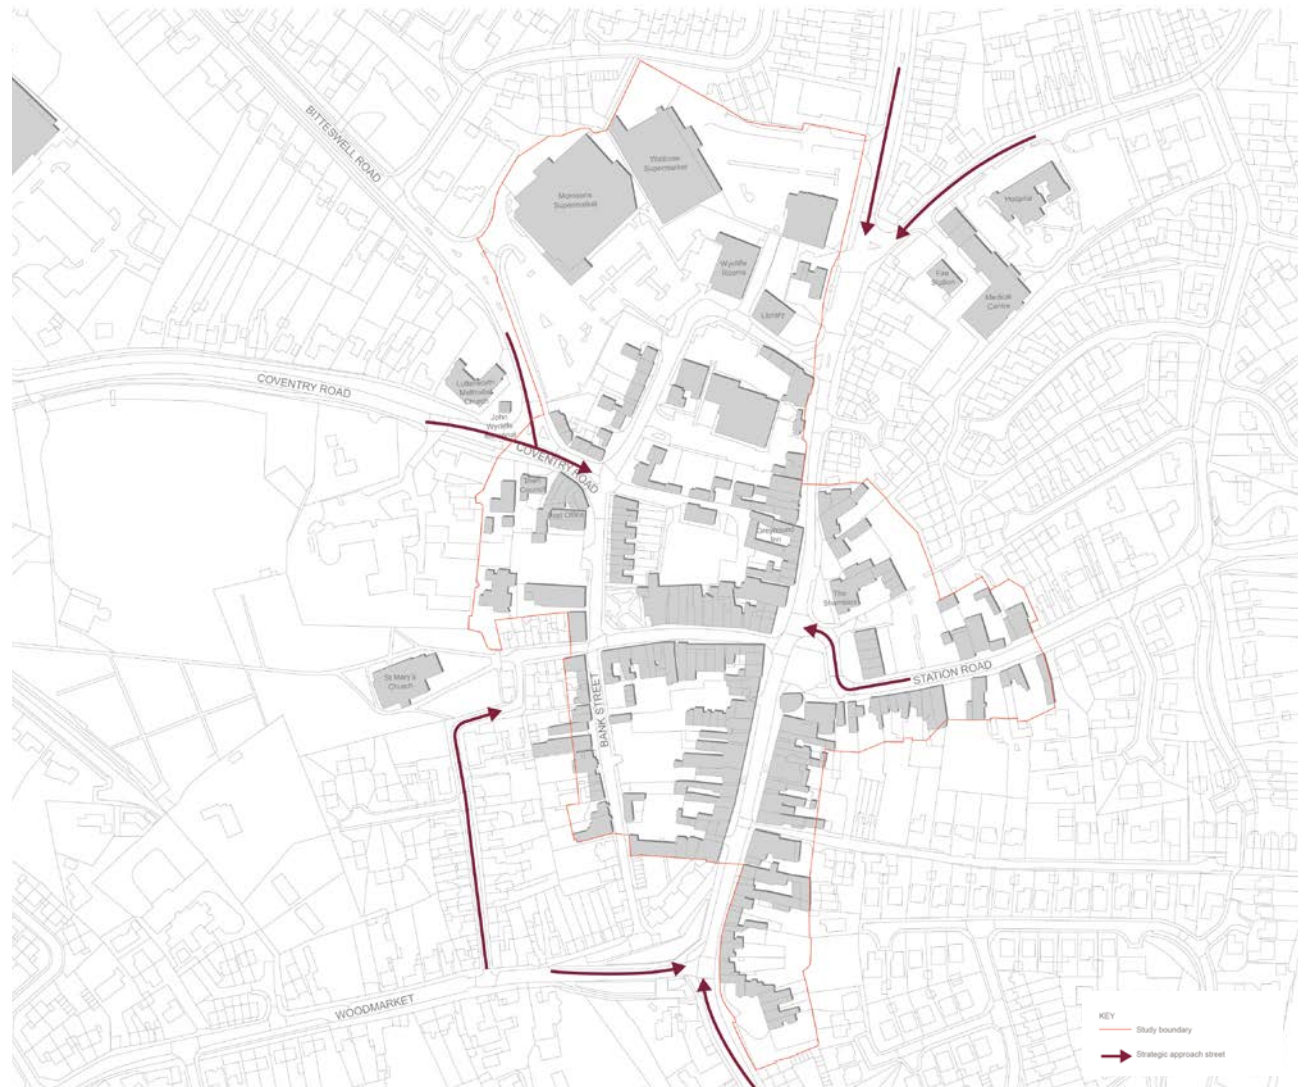 BITTESWELL ROAD
Waitrose
Supermarket
Morrisons
Supermarket
Hospital
Wycliffe
Rooms
Fire
Station
Medical
Centre
Library
COVENTRY ROAD
Lutterworth
Methodist
Church
John
Wycliffe
Memorial
COVENTRY ROAD
Town
Council
Post Office
Greyhound
Inn
The
Shambles
STATION ROAD
St Mary's
Church
BANK STREET
WOODMARKET
KEY
Study boundary
Strategic approach street